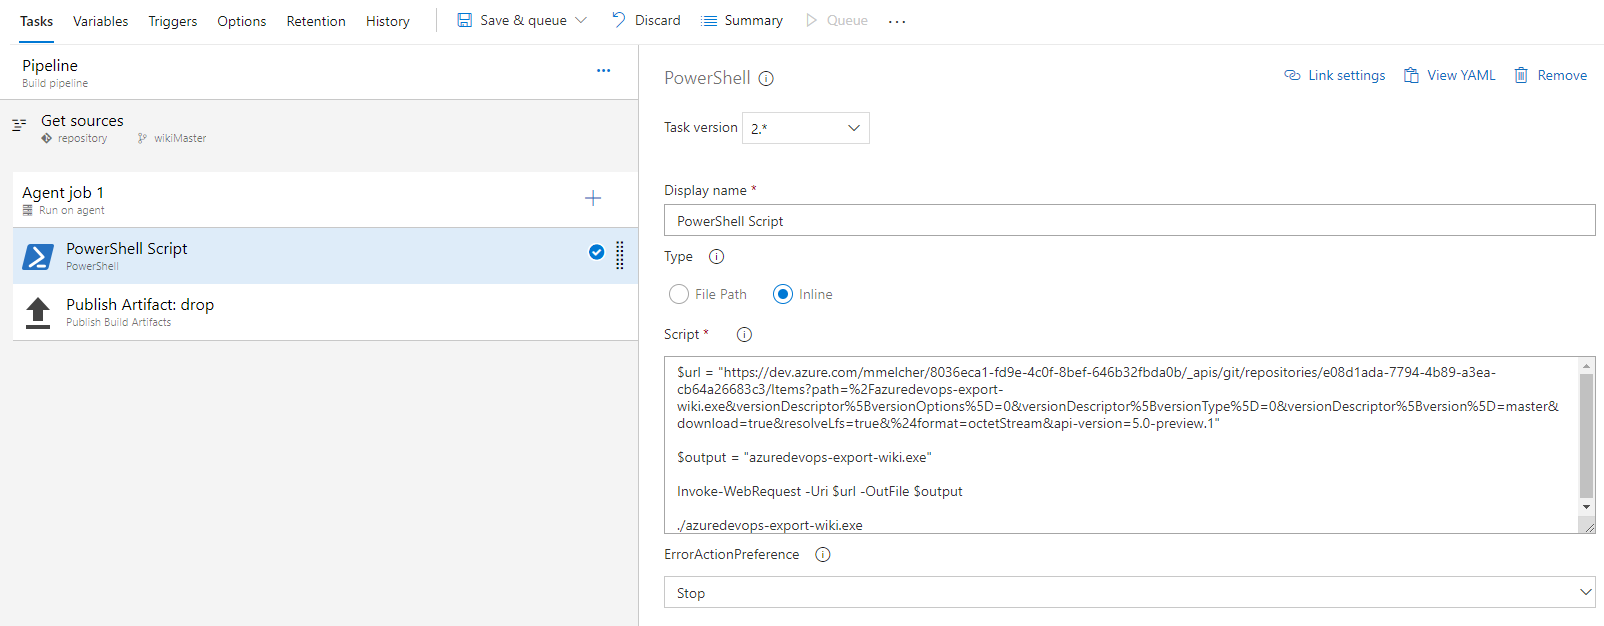 Tasks Variables Triggers Options Retention History Save & queue Discard Summary Queue ...
Pipeline
Build pipeline
Get sources
repository wikiMaster
Agent job 1
Run on agent
PowerShell Script
PowerShell
Publish Artifact: drop
Publish Build Artifacts
PowerShell
Link settings View YAML Remove
Task version 2.*
Display name *
PowerShell Script
Type
File Path Inline
Script *
$url = "https://dev.azure.com/mmelcher/8036eca1-fd9e-4c0f-8bef-646b32fbda0b/_apis/git/repositories/e08d1ada-7794-4b89-a3ea-
cb64a26683c3/Items?path=%2Fazuredevops-export-
wiki.exe&versionDescriptor%5BversionOptions%5D=0&versionDescriptor%5BversionType%5D=0&versionDescriptor%5Bversion%5D=master&
download=true&resolveLfs=true&%24format=octetStream&api-version=5.0-preview.1"
$output = "azuredevops-export-wiki.exe"
Invoke-WebRequest -Uri $url -OutFile $output
./azuredevops-export-wiki.exe
ErrorActionPreference
Stop